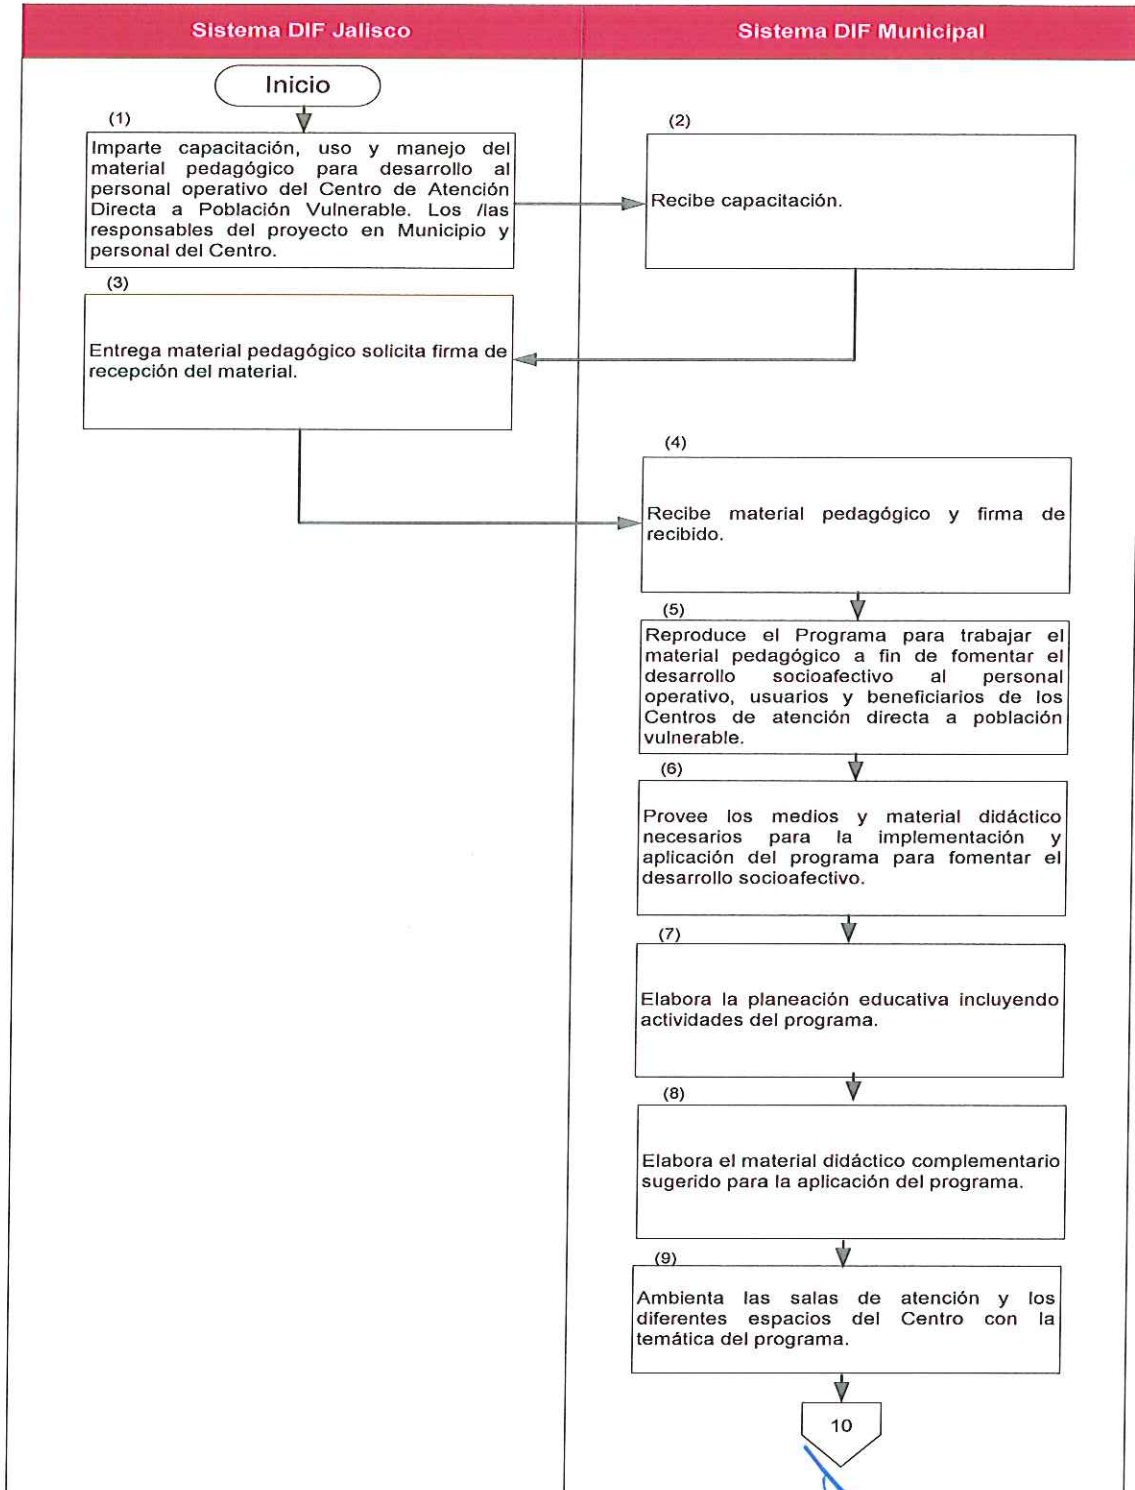 Sistema DIF Jalisco
Sistema DIF Municipal
Inicio
(1)
Imparte capacitación, uso y manejo del
material pedagógico para desarrollo al
personal operativo del Centro de Atención
Directa a Población Vulnerable. Los /las
responsables del proyecto en Municipio y
personal del Centro.
(2)
Recibe capacitación.
(3)
Entrega material pedagógico solicita firma de
recepción del material.
(4)
Recibe material pedagógico y firma de
recibido.
(5)
Reproduce el Programa para trabajar el
material pedagógico a fin de fomentar el
desarrollo socioafectivo al personal
operativo, usuarios y beneficiarios de los
Centros de atención directa a población
vulnerable.
(6)
Provee los medios y material didáctico
necesarios para la implementación y
aplicación del programa para fomentar el
desarrollo socioafectivo.
(7)
Elabora la planeación educativa incluyendo
actividades del programa.
(8)
Elabora el material didáctico complementario
sugerido para la aplicación del programa.
(9)
Ambienta las salas de atención y los
diferentes espacios del Centro con la
temática del programa.
10